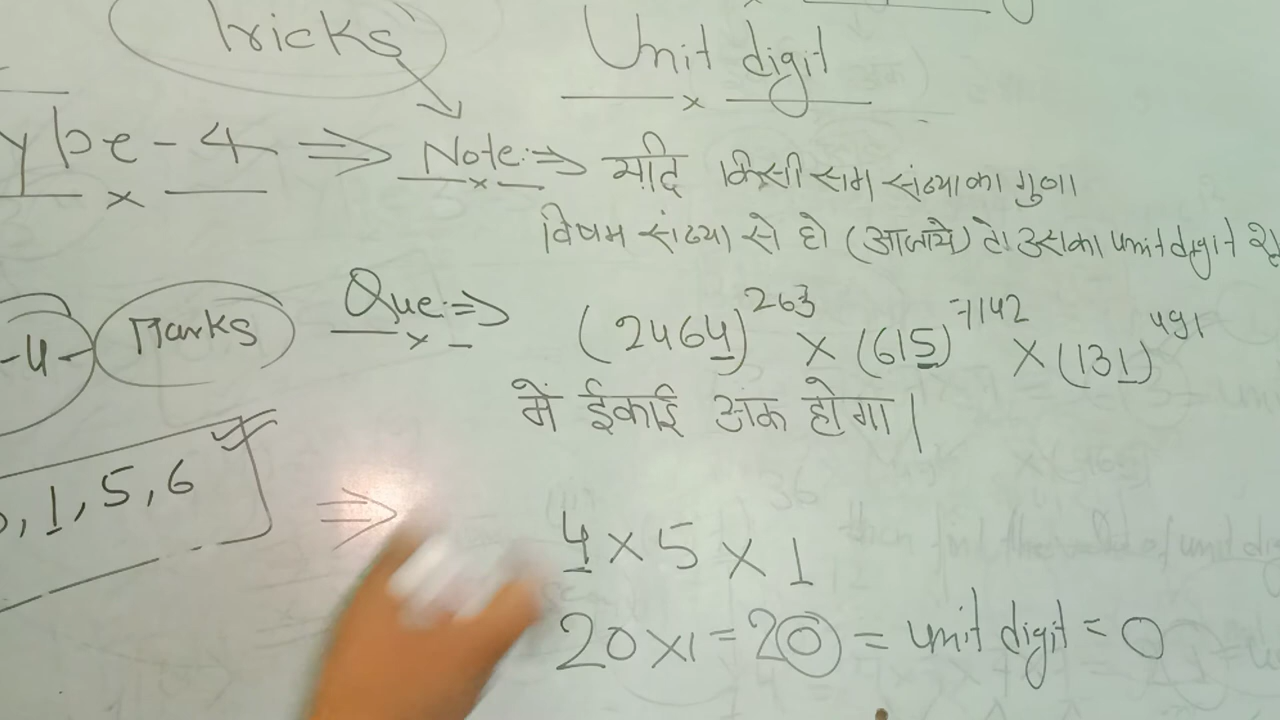 Tricks
Unit digit
ype-4 ⇒ Note:⇒ यदि किसी सम संख्या का गुणा
विषम संख्या से हो (आजाये) तो उसका unit digit
-4- Marks
Que:⇒ (2464)^263 × (615)^7142 × (131)^491
में ईकाई अंक होगा |
, 1, 5, 6
⇒ 4 × 5 × 1
20 × 1 = 20 = unit digit = 0